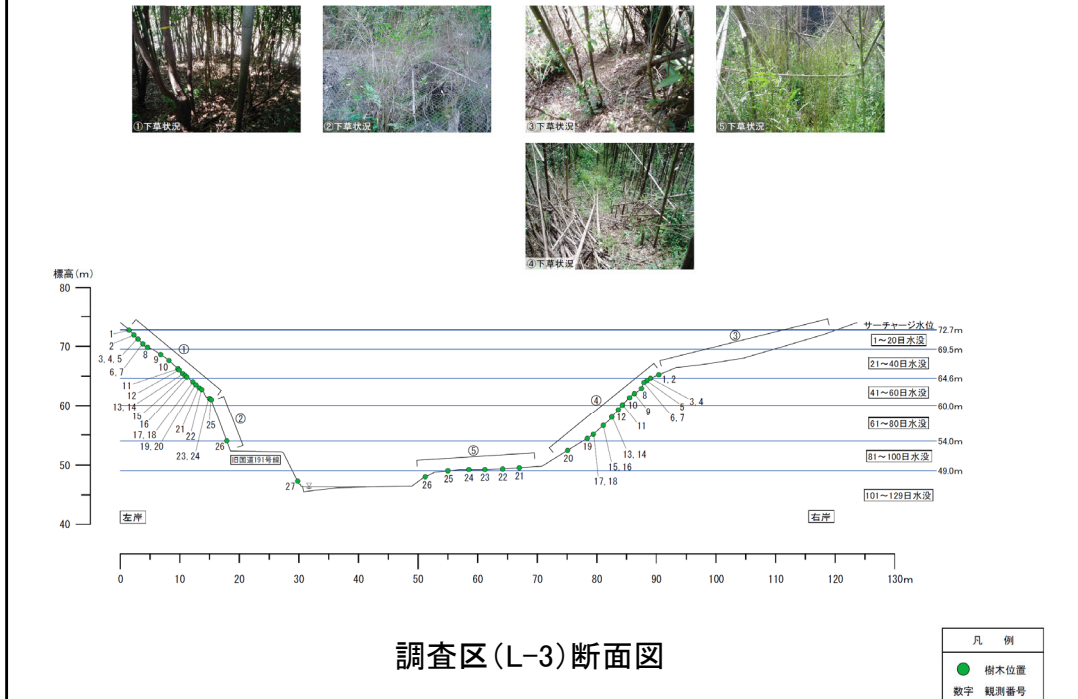 ①下草状況
②下草状況
③下草状況
⑤下草状況
④下草状況
標高(m)
80
70
60
50
40
サーチャージ水位
72.7m
1～20日水没
69.5m
21～40日水没
64.6m
41～60日水没
60.0m
61～80日水没
54.0m
81～100日水没
49.0m
101～129日水没
①
②
③
④
⑤
1
2
3, 4, 5
6, 7
8
9
10
11
12
13, 14
15
16
17, 18
19, 20
21
22
23, 24
25
26
27
旧国道191号線
26
25
24
23
22
21
20
19
17, 18
15, 16
13, 14
12
11
10
9
8
6, 7
5
3, 4
1, 2
左岸
右岸
0 10 20 30 40 50 60 70 80 90 100 110 120 130m
調査区(L-3)断面図
凡 例
樹木位置
数字 観測番号